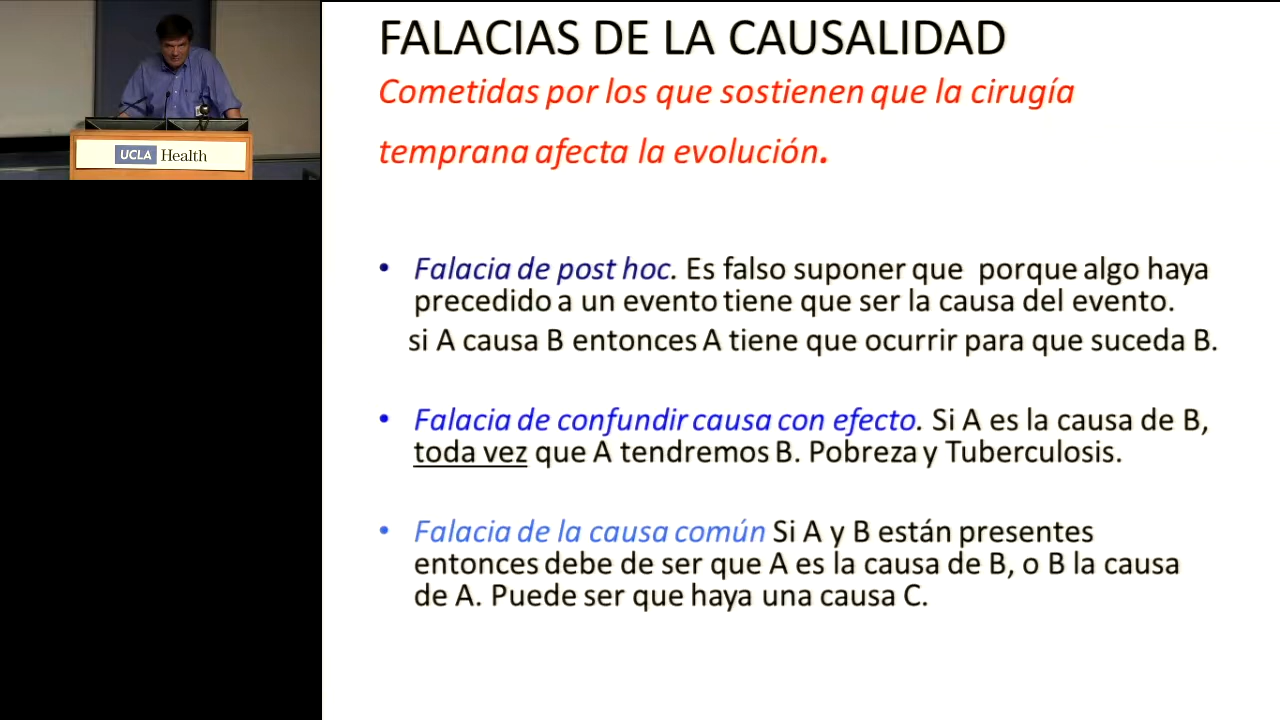 UCLA Health
FALACIAS DE LA CAUSALIDAD
Cometidas por los que sostienen que la cirugía
temprana afecta la evolución.
• Falacia de post hoc. Es falso suponer que porque algo haya
precedido a un evento tiene que ser la causa del evento.
si A causa B entonces A tiene que ocurrir para que suceda B.
• Falacia de confundir causa con efecto. Si A es la causa de B,
toda vez que A tendremos B. Pobreza y Tuberculosis.
• Falacia de la causa común Si A y B están presentes
entonces debe de ser que A es la causa de B, o B la causa
de A. Puede ser que haya una causa C.